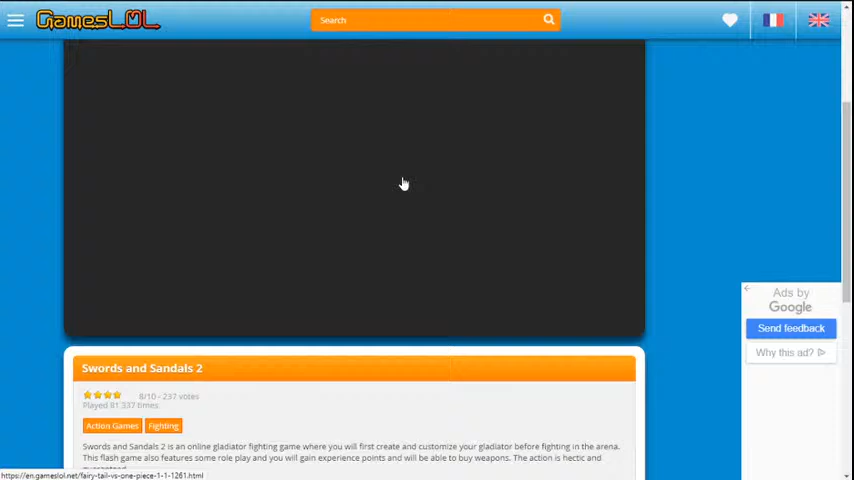 GamesLOL
Search
Ads by
Google
Send feedback
Why this ad?
Swords and Sandals 2
8/10 - 237 votes
Played 81 337 times.
Action Games Fighting
Swords and Sandals 2 is an online gladiator fighting game where you will first create and customize your gladiator before fighting in the arena.
This flash game also features some role play and you will gain experience points and will be able to buy weapons. The action is hectic and
https://en.gameslol.net/fairy-tail-vs-one-piece-1-1-1261.html